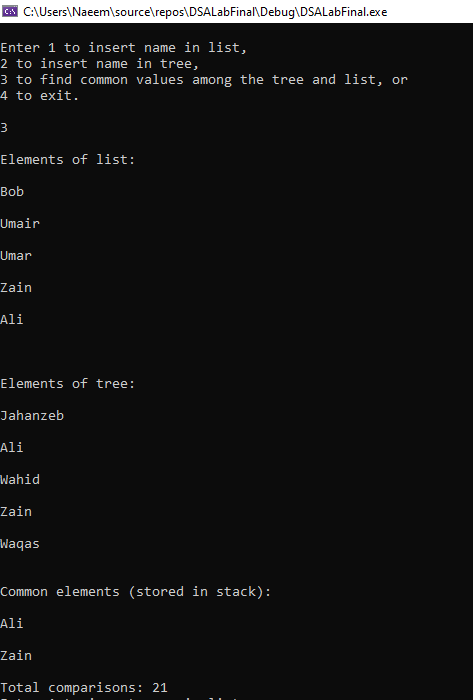 C:\Users\Naeem\source\repos\DSALabFinal\Debug\DSALabFinal.exe
Enter 1 to insert name in list,
2 to insert name in tree,
3 to find common values among the tree and list, or
4 to exit.
3
Elements of list:
Bob
Umair
Umar
Zain
Ali
Elements of tree:
Jahanzeb
Ali
Wahid
Zain
Waqas
Common elements (stored in stack):
Ali
Zain
Total comparisons: 21